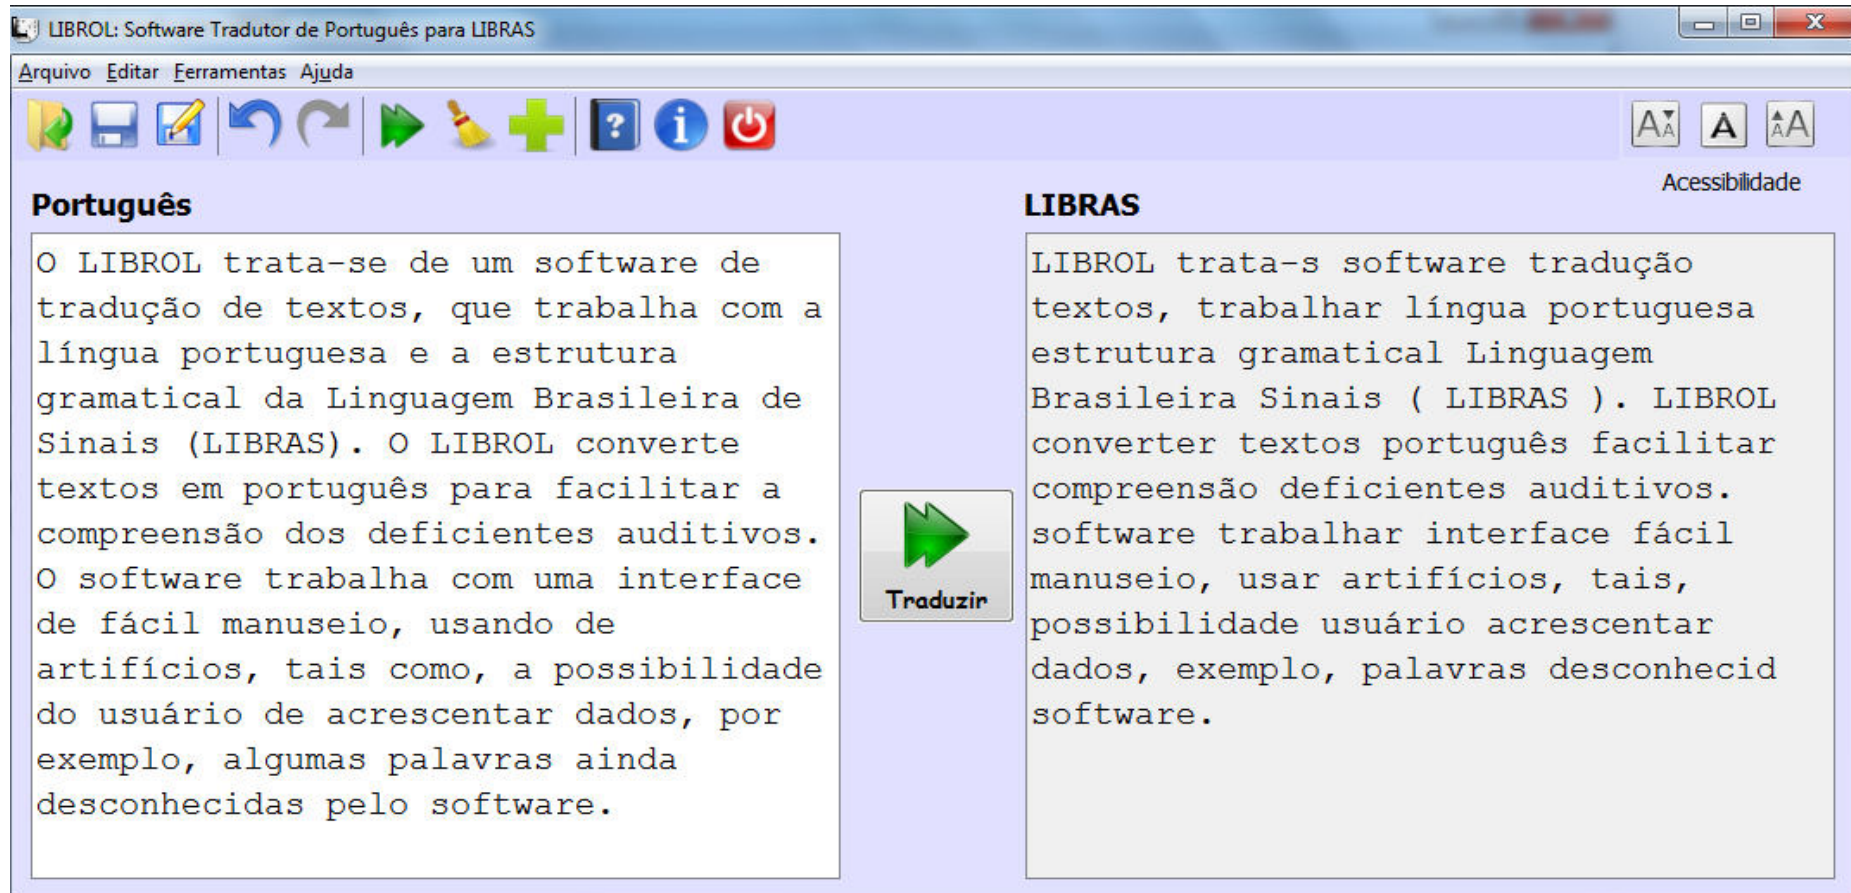 LIBROL: Software Tradutor de Português para LIBRAS
Arquivo Editar Ferramentas Ajuda
Acessibilidade
Português
O LIBROL trata-se de um software de
tradução de textos, que trabalha com a
língua portuguesa e a estrutura
gramatical da Linguagem Brasileira de
Sinais (LIBRAS). O LIBROL converte
textos em português para facilitar a
compreensão dos deficientes auditivos.
O software trabalha com uma interface
de fácil manuseio, usando de
artifícios, tais como, a possibilidade
do usuário de acrescentar dados, por
exemplo, algumas palavras ainda
desconhecidas pelo software.
Traduzir
LIBRAS
LIBROL trata-s software tradução
textos, trabalhar língua portuguesa
estrutura gramatical Linguagem
Brasileira Sinais ( LIBRAS ). LIBROL
converter textos português facilitar
compreensão deficientes auditivos.
software trabalhar interface fácil
manuseio, usar artifícios, tais,
possibilidade usuário acrescentar
dados, exemplo, palavras desconhecid
software.